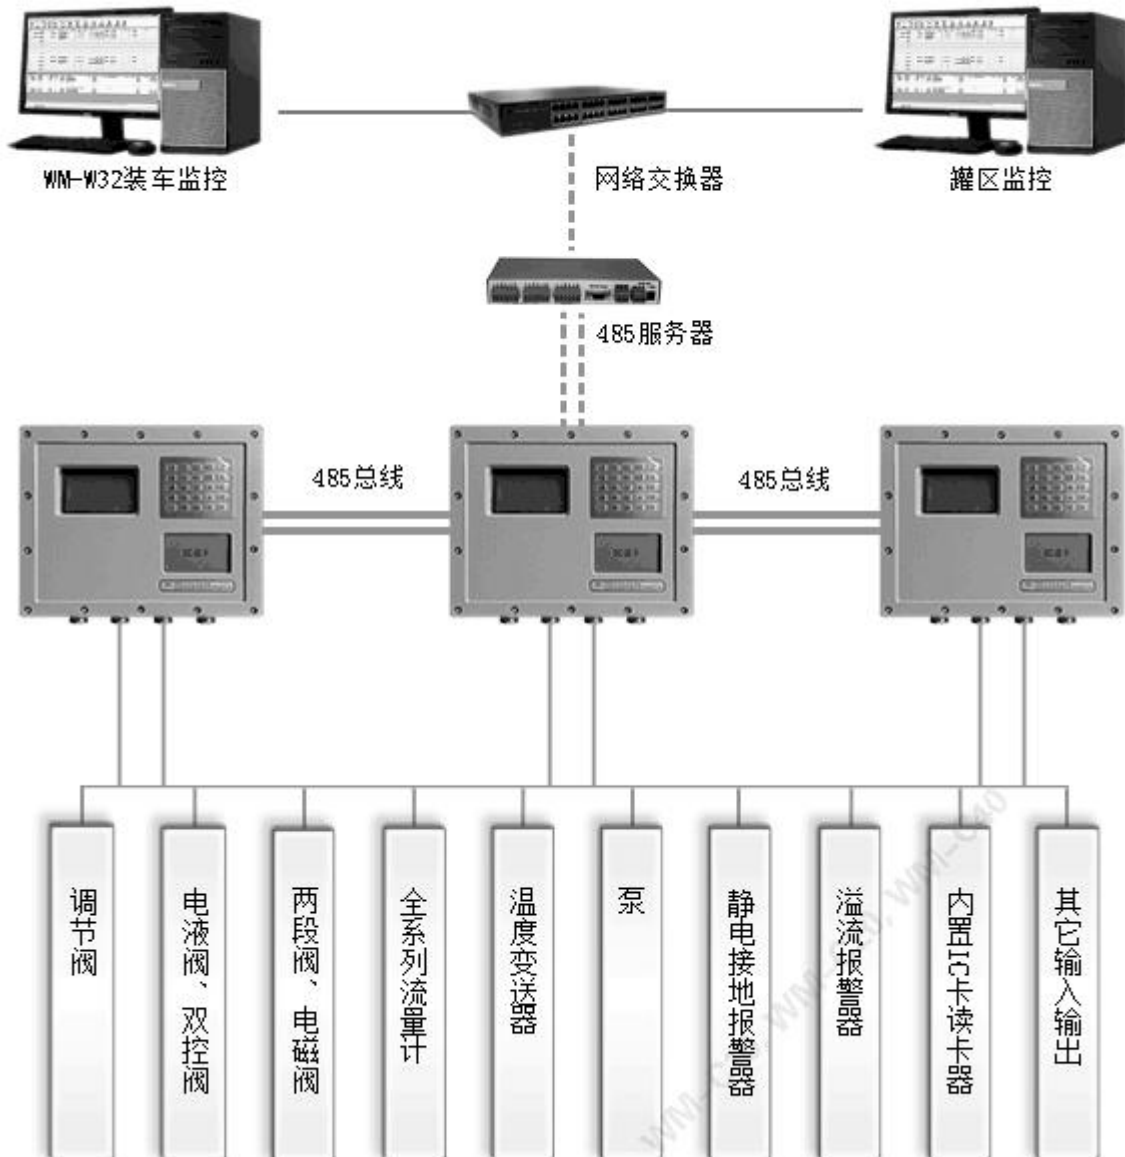 WM-W32装车监控
网络交换器
罐区监控
485服务器
485总线
485总线
调节阀
电液阀、双控阀
两段阀、电磁阀
全系列流量计
温度变送器
泵
静电接地报警器
溢流报警器
内置IC卡读卡器
其它输入输出